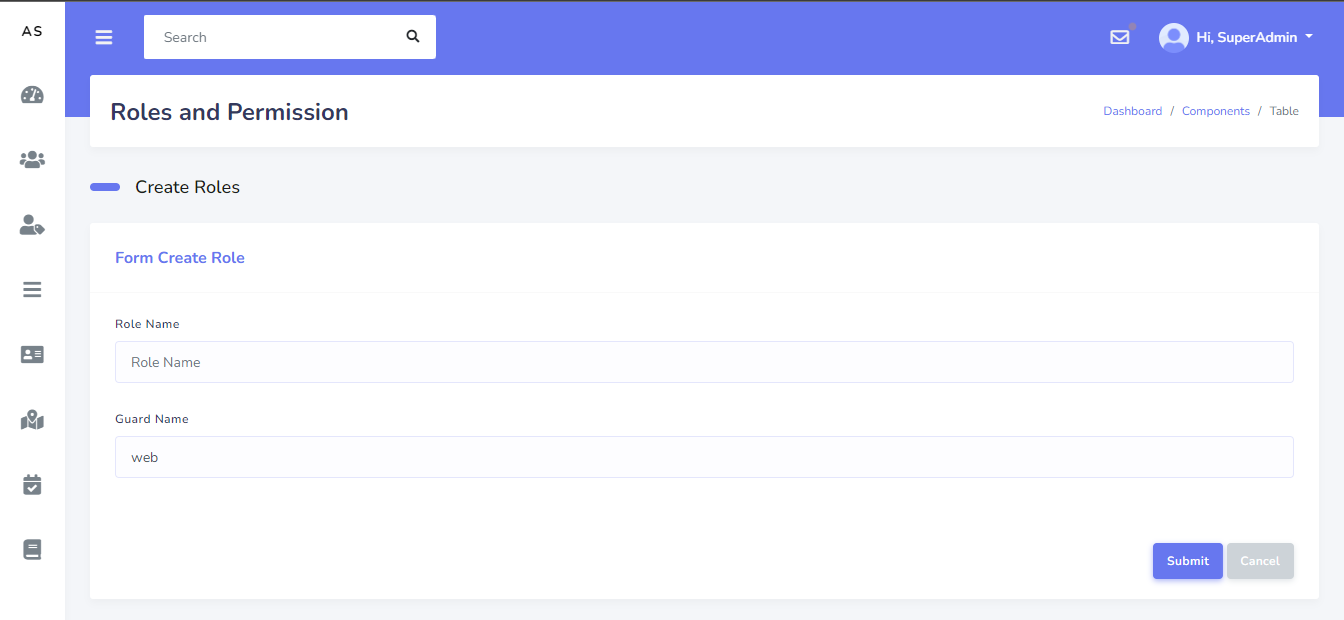 AS
Search
Hi, SuperAdmin
Roles and Permission
Dashboard / Components / Table
Create Roles
Form Create Role
Role Name
Role Name
Guard Name
web
Submit Cancel